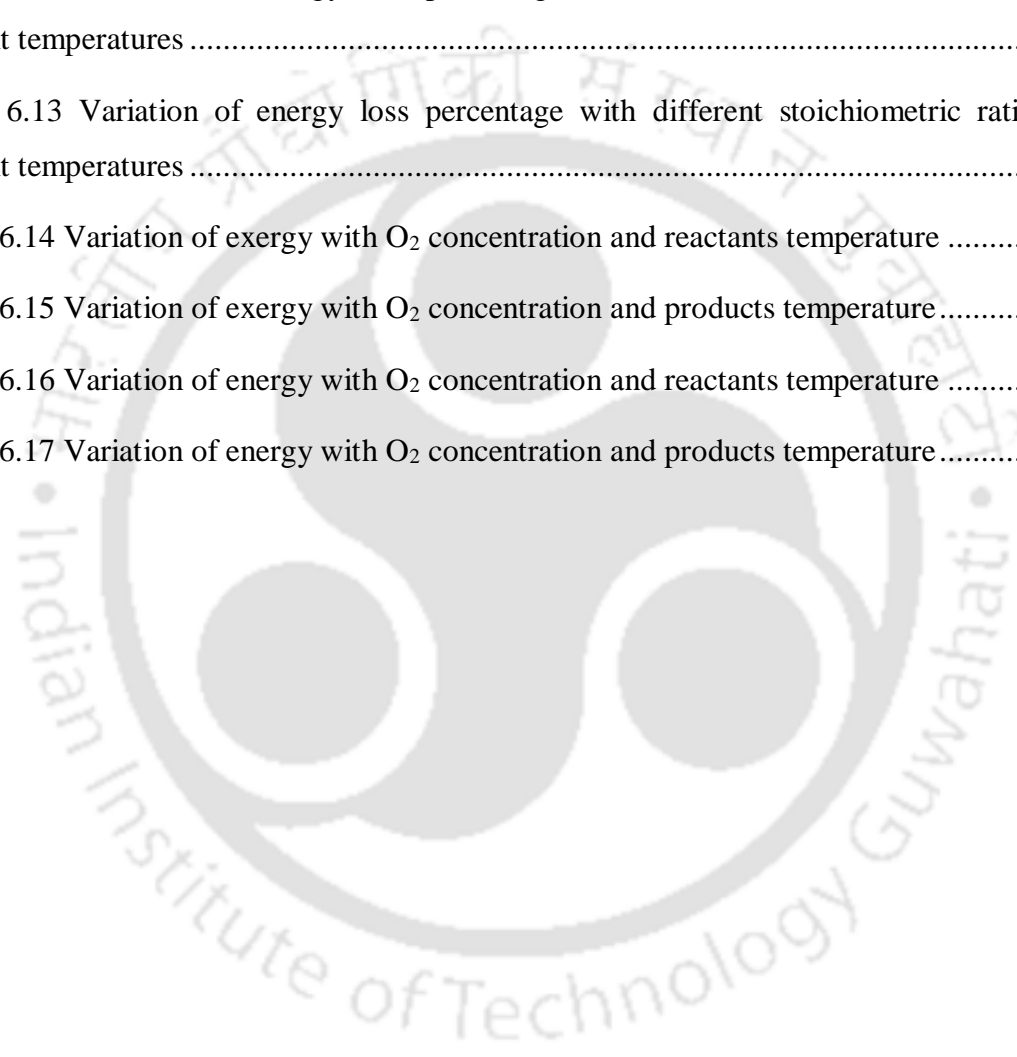 t temperatures
6.13 Variation of energy loss percentage with different stoichiometric rati
t temperatures
6.14 Variation of exergy with O₂ concentration and reactants temperature
6.15 Variation of exergy with O₂ concentration and products temperature
6.16 Variation of energy with O₂ concentration and reactants temperature
6.17 Variation of energy with O₂ concentration and products temperature
भारतीय प्रौद्योगिकी संस्थान गुवाहाटी
• Indian Institute of Technology Guwahati •